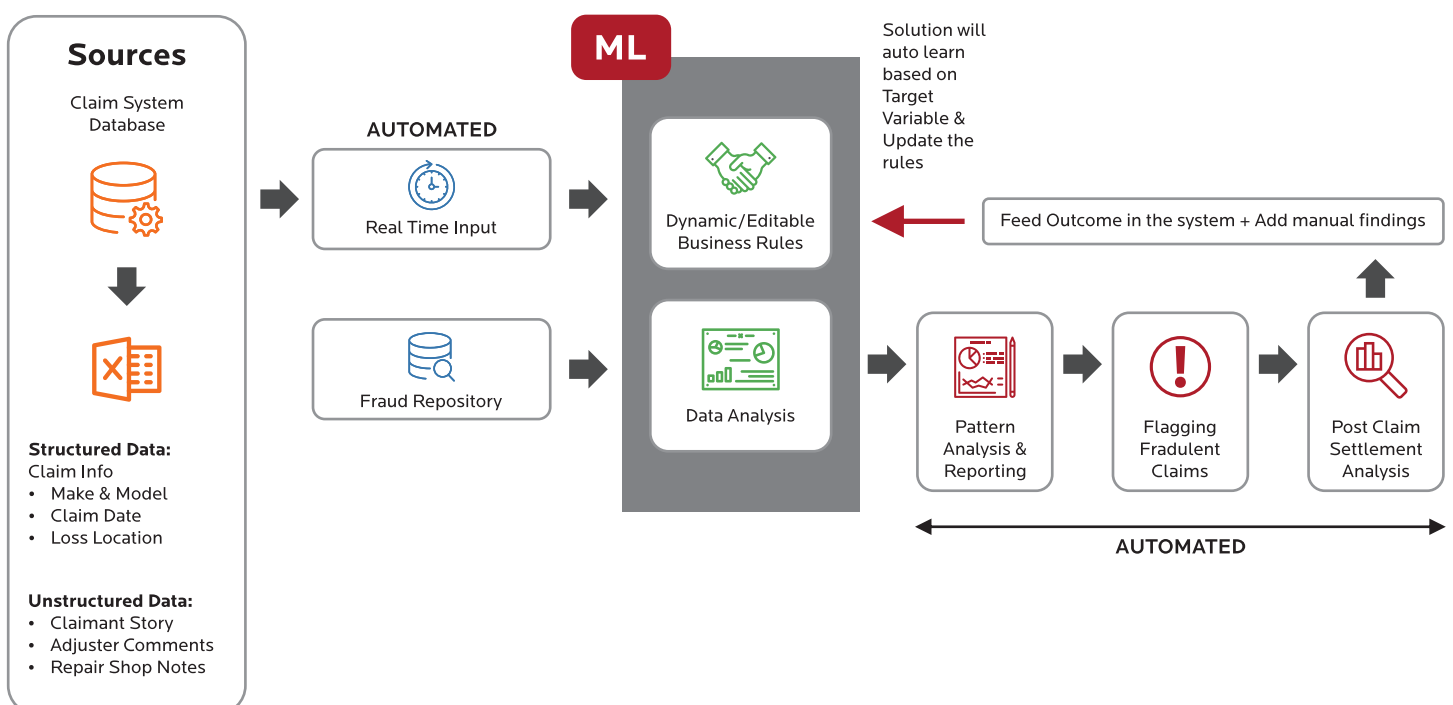 Sources
Claim System
Database
Structured Data:
Claim Info
• Make & Model
• Claim Date
• Loss Location
Unstructured Data:
• Claimant Story
• Adjuster Comments
• Repair Shop Notes
AUTOMATED
Real Time Input
Fraud Repository
ML
Dynamic/Editable
Business Rules
Data Analysis
Solution will
auto learn
based on
Target
Variable &
Update the
rules
Feed Outcome in the system + Add manual findings
Pattern
Analysis &
Reporting
Flagging
Fradulent
Claims
Post Claim
Settlement
Analysis
AUTOMATED